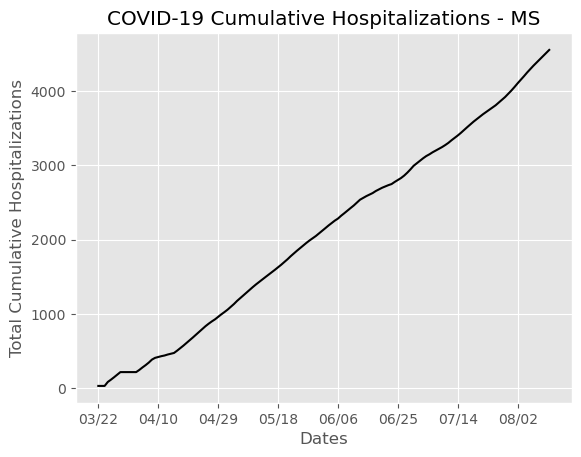 COVID-19 Cumulative Hospitalizations - MS
Total Cumulative Hospitalizations
4000
3000
2000
1000
0
03/22 04/10 04/29 05/18 06/06 06/25 07/14 08/02
Dates